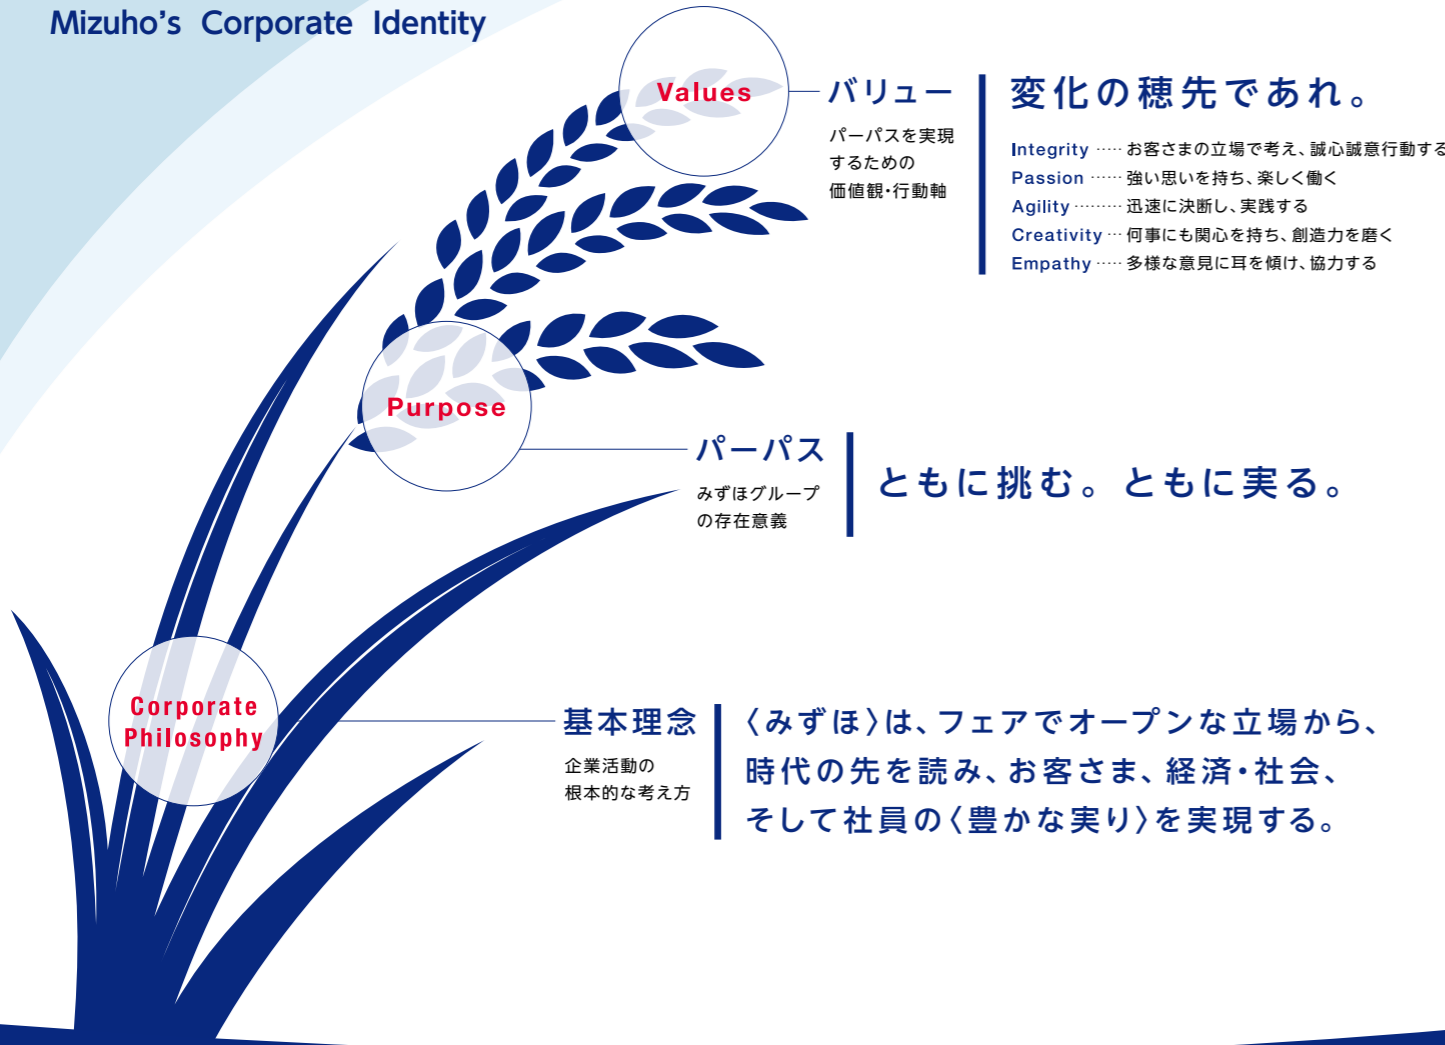 Mizuho's Corporate Identity
Values
バリュー
パーパスを実現
するための
価値観・行動軸
変化の穂先であれ。
Integrity ····· お客さまの立場で考え、誠心誠意行動する
Passion ······ 強い思いを持ち、楽しく働く
Agility ········· 迅速に決断し、実践する
Creativity ··· 何事にも関心を持ち、創造力を磨く
Empathy ····· 多様な意見に耳を傾け、協力する
Purpose
パーパス
みずほグループ
の存在意義
ともに挑む。ともに実る。
Corporate
Philosophy
基本理念
企業活動の
根本的な考え方
〈みずほ〉は、フェアでオープンな立場から、
時代の先を読み、お客さま、経済・社会、
そして社員の〈豊かな実り〉を実現する。